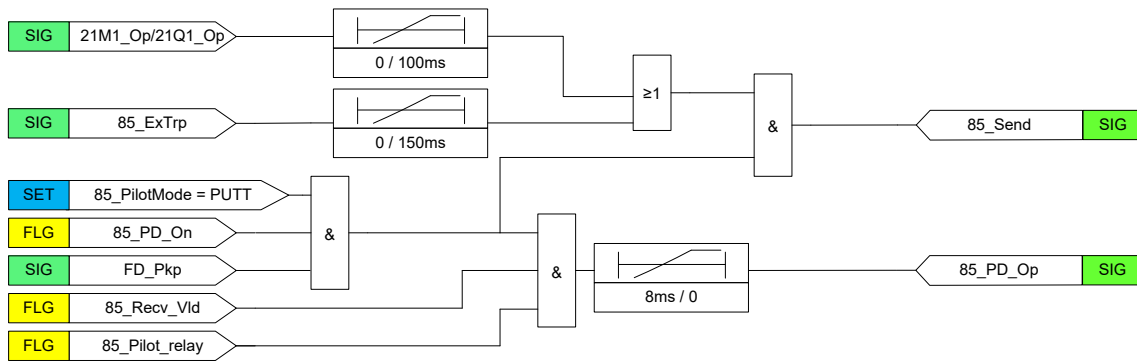 SIG 21M1_Op/21Q1_Op
0 / 100ms
≥1
SIG 85_ExTrp
0 / 150ms
&
85_Send SIG
SET 85_PilotMode = PUTT
FLG 85_PD_On
&
SIG FD_Pkp
&
8ms / 0
85_PD_Op SIG
FLG 85_Recv_Vld
FLG 85_Pilot_relay